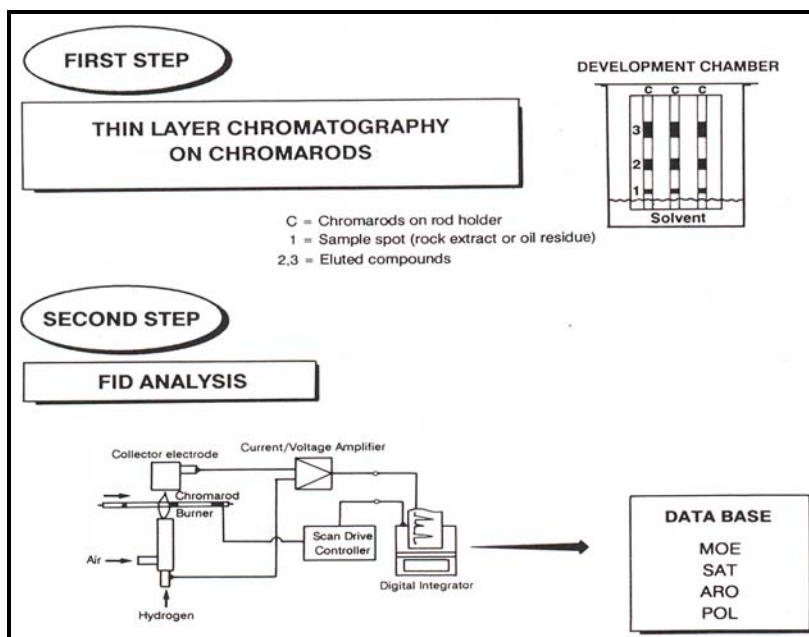 FIRST STEP
THIN LAYER CHROMATOGRAPHY
ON CHROMARODS
DEVELOPMENT CHAMBER
C C C
3
2
1
Solvent
C = Chromarods on rod holder
1 = Sample spot (rock extract or oil residue)
2,3 = Eluted compounds
SECOND STEP
FID ANALYSIS
Current/Voltage Amplifier
Collector electrode
Chromarod
Burner
Scan Drive
Controller
Air
Digital Integrator
Hydrogen
DATA BASE
MOE
SAT
ARO
POL